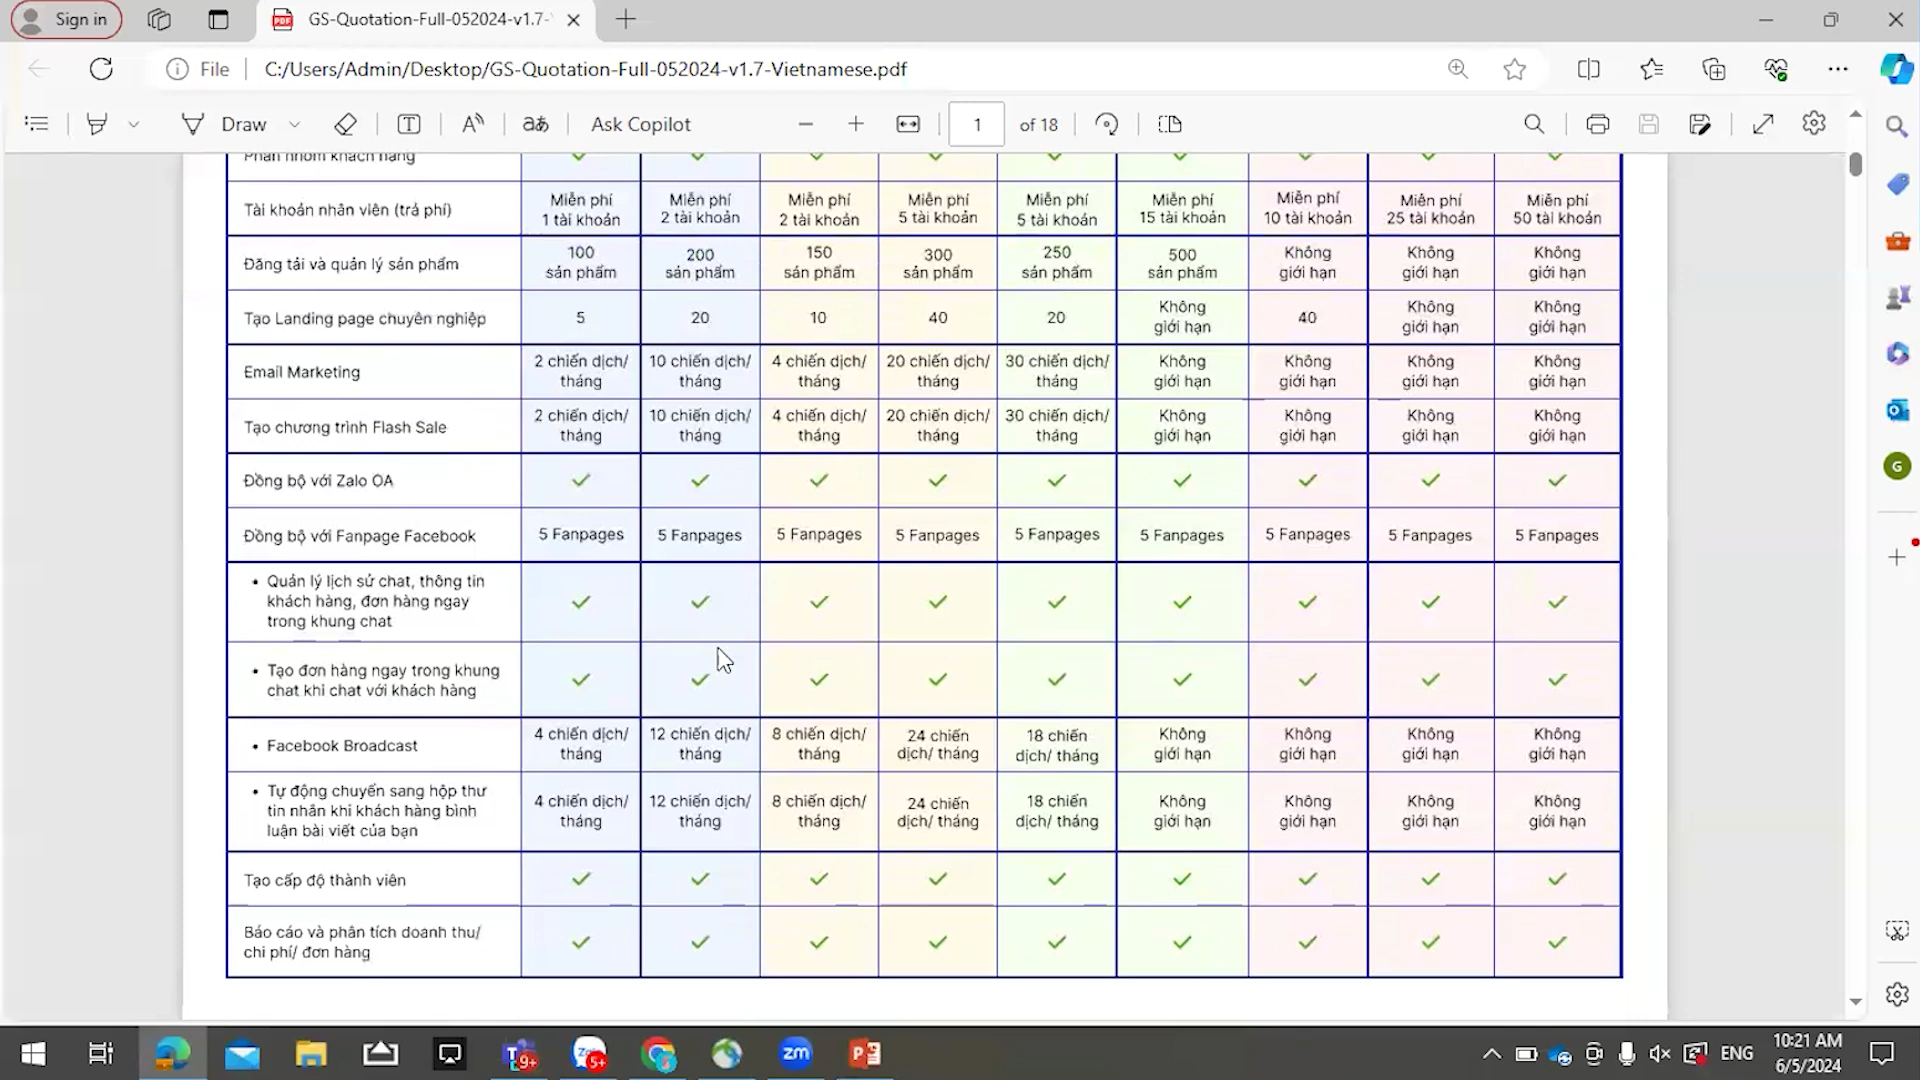 Sign in
GS-Quotation-Full-052024-v1.7-
File
C:/Users/Admin/Desktop/GS-Quotation-Full-052024-v1.7-Vietnamese.pdf
Draw
Ask Copilot
1
of 18
Phân nhóm khách hàng
Tài khoản nhân viên (trả phí)
Miễn phí
1 tài khoản
Miễn phí
2 tài khoản
Miễn phí
2 tài khoản
Miễn phí
5 tài khoản
Miễn phí
5 tài khoản
Miễn phí
15 tài khoản
Miễn phí
10 tài khoản
Miễn phí
25 tài khoản
Miễn phí
50 tài khoản
Đăng tải và quản lý sản phẩm
100
sản phẩm
200
sản phẩm
150
sản phẩm
300
sản phẩm
250
sản phẩm
500
sản phẩm
Không
giới hạn
Không
giới hạn
Không
giới hạn
Tạo Landing page chuyên nghiệp
5
20
10
40
20
Không
giới hạn
40
Không
giới hạn
Không
giới hạn
Email Marketing
2 chiến dịch/
tháng
10 chiến dịch/
tháng
4 chiến dịch/
tháng
20 chiến dịch/
tháng
30 chiến dịch/
tháng
Không
giới hạn
Không
giới hạn
Không
giới hạn
Không
giới hạn
Tạo chương trình Flash Sale
2 chiến dịch/
tháng
10 chiến dịch/
tháng
4 chiến dịch/
tháng
20 chiến dịch/
tháng
30 chiến dịch/
tháng
Không
giới hạn
Không
giới hạn
Không
giới hạn
Không
giới hạn
Đồng bộ với Zalo OA
Đồng bộ với Fanpage Facebook
5 Fanpages
5 Fanpages
5 Fanpages
5 Fanpages
5 Fanpages
5 Fanpages
5 Fanpages
5 Fanpages
5 Fanpages
• Quản lý lịch sử chat, thông tin
khách hàng, đơn hàng ngay
trong khung chat
• Tạo đơn hàng ngay trong khung
chat khi chat với khách hàng
• Facebook Broadcast
4 chiến dịch/
tháng
12 chiến dịch/
tháng
8 chiến dịch/
tháng
24 chiến
dịch/ tháng
18 chiến
dịch/ tháng
Không
giới hạn
Không
giới hạn
Không
giới hạn
Không
giới hạn
• Tự động chuyển sang hộp thư
tin nhắn khi khách hàng bình
luận bài viết của bạn
4 chiến dịch/
tháng
12 chiến dịch/
tháng
8 chiến dịch/
tháng
24 chiến
dịch/ tháng
18 chiến
dịch/ tháng
Không
giới hạn
Không
giới hạn
Không
giới hạn
Không
giới hạn
Tạo cấp độ thành viên
Báo cáo và phân tích doanh thu/
chi phí/ đơn hàng
G
9+
5+
zm
ENG
10:21 AM
6/5/2024